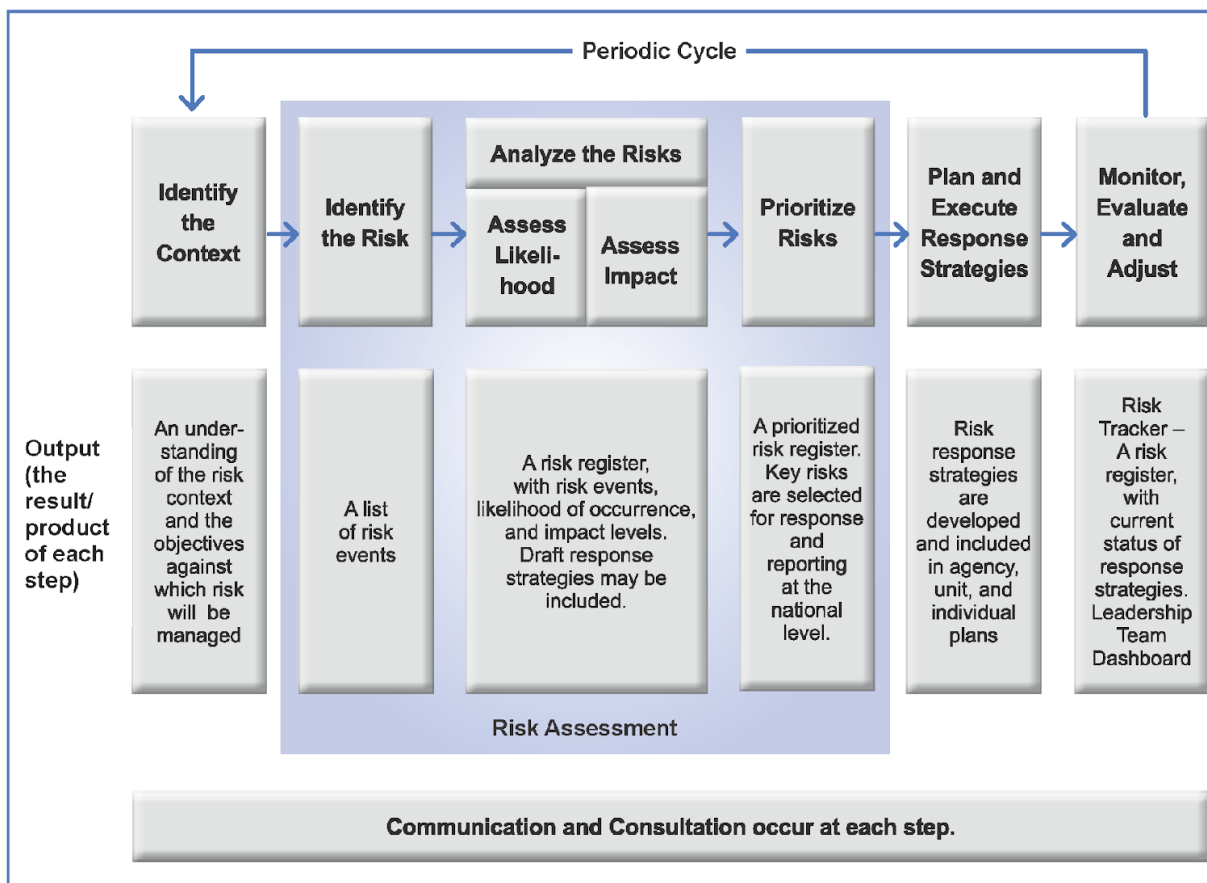 Periodic Cycle
Identify
the
Context
Identify
the Risk
Analyze the Risks
Assess
Likeli-
hood
Assess
Impact
Prioritize
Risks
Plan and
Execute
Response
Strategies
Monitor,
Evaluate
and
Adjust
Output
(the
result/
product
of each
step)
An under-
standing
of the risk
context
and the
objectives
against
which risk
will be
managed
A list
of risk
events
A risk register,
with risk events,
likelihood of occurrence,
and impact levels.
Draft response
strategies may be
included.
A prioritized
risk register.
Key risks
are selected
for response
and
reporting
at the
national
level.
Risk
response
strategies
are
developed
and included
in agency,
unit, and
individual
plans
Risk
Tracker –
A risk
register,
with
current
status of
response
strategies.
Leadership
Team
Dashboard
Risk Assessment
Communication and Consultation occur at each step.